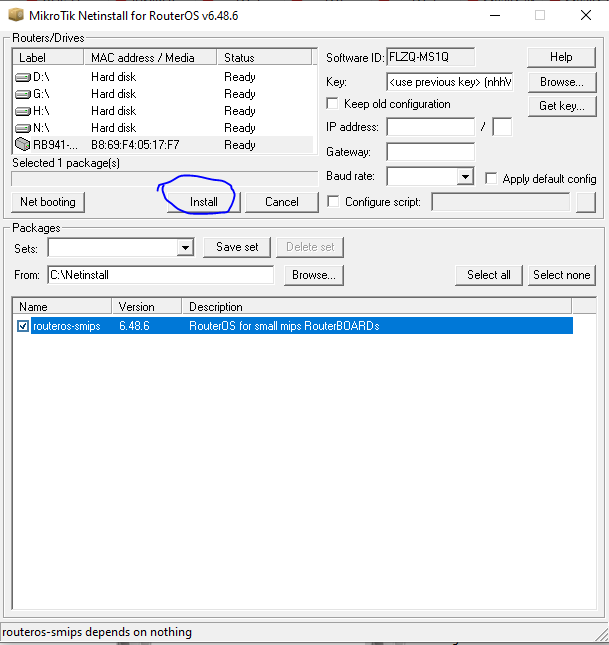 MikroTik Netinstall for RouterOS v6.48.6
Routers/Drives
Label MAC address / Media Status
D:\ Hard disk Ready
G:\ Hard disk Ready
H:\ Hard disk Ready
N:\ Hard disk Ready
RB941-... B8:69:F4:05:17:F7 Ready
Selected 1 package(s)
Net booting Install Cancel
Software ID: FLZQ-MS1Q Help
Key: <use previous key> (nhhV Browse...
Keep old configuration Get key...
IP address: /
Gateway:
Baud rate: Apply default config
Configure script:
Packages
Sets: Save set Delete set
From: C:\Netinstall Browse... Select all Select none
Name Version Description
routeros-smips 6.48.6 RouterOS for small mips RouterBOARDs
routeros-smips depends on nothing